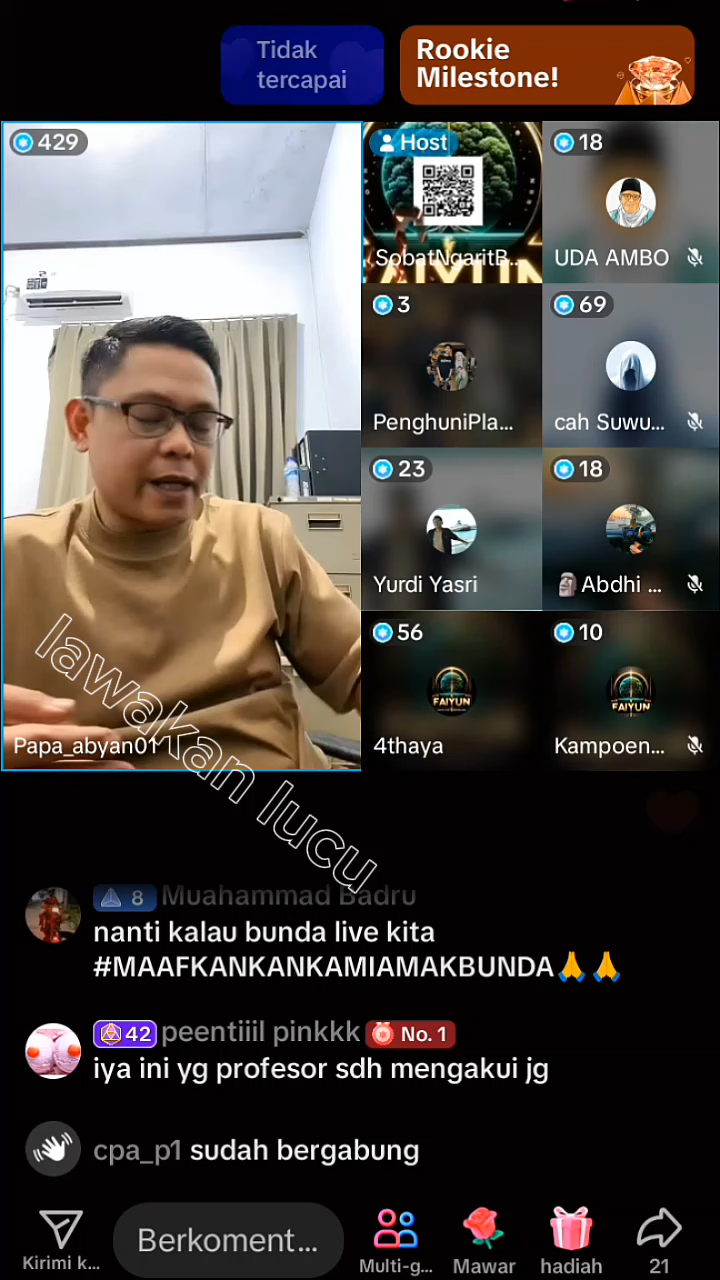 Tidak
tercapai
Rookie
Milestone!
429
Host
SobatNgaritB...
FAIYUN
18
UDA AMBO
3
PenghuniPla...
69
cah Suwu...
23
Yurdi Yasri
18
🗿Abdhi ...
56
FAIYUN
4thaya
10
FAIYUN
Kampoen...
Papa_abyan01
lawakan lucu
8 Muahammad Badru
nanti kalau bunda live kita
#MAAFKANKANKAMIAMAKBUNDA🙏🙏
42 peentiiil pinkkk No. 1
iya ini yg profesor sdh mengakui jg
cpa_p1 sudah bergabung
Berkoment...
Kirimi k...
Multi-g...
Mawar
hadiah
21